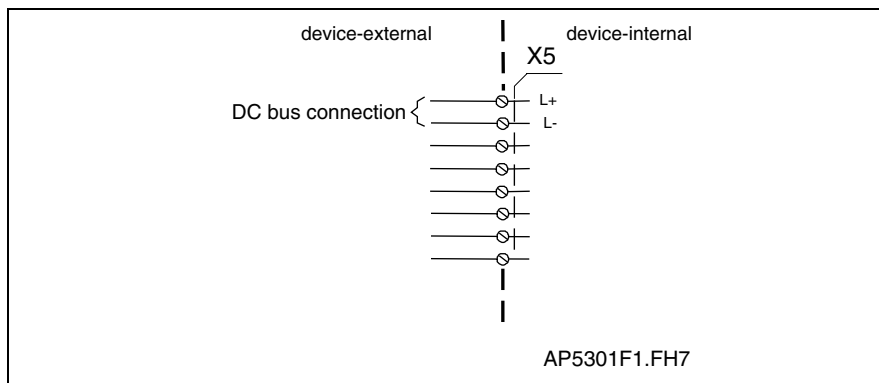 device-external
device-internal
X5
L+
DC bus connection
L-
AP5301F1.FH7